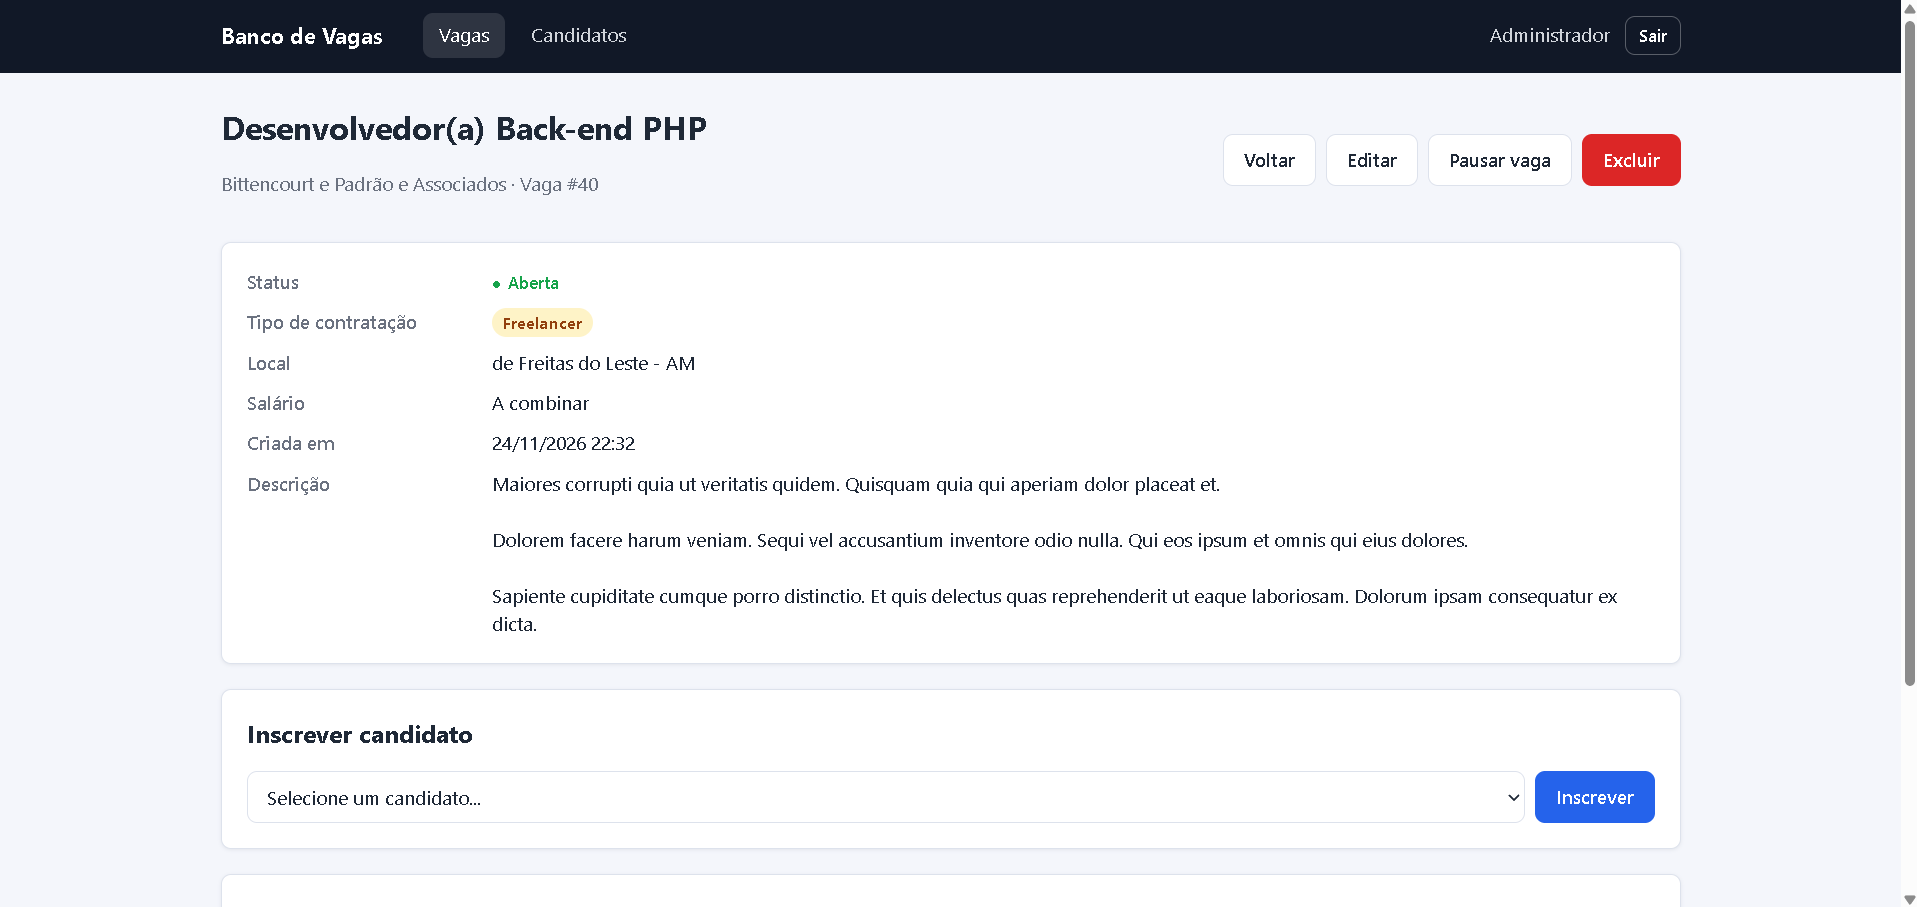 Banco de Vagas Vagas Candidatos Administrador Sair
Desenvolvedor(a) Back-end PHP
Bittencourt e Padrão e Associados · Vaga #40
Voltar Editar Pausar vaga Excluir
Status ● Aberta
Tipo de contratação Freelancer
Local de Freitas do Leste - AM
Salário A combinar
Criada em 24/11/2026 22:32
Descrição Maiores corrupti quia ut veritatis quidem. Quisquam quia qui aperiam dolor placeat et.
Dolorem facere harum veniam. Sequi vel accusantium inventore odio nulla. Qui eos ipsum et omnis qui eius dolores.
Sapiente cupiditate cumque porro distinctio. Et quis delectus quas reprehenderit ut eaque laboriosam. Dolorum ipsam consequatur ex
dicta.
Inscrever candidato
Selecione um candidato... Inscrever